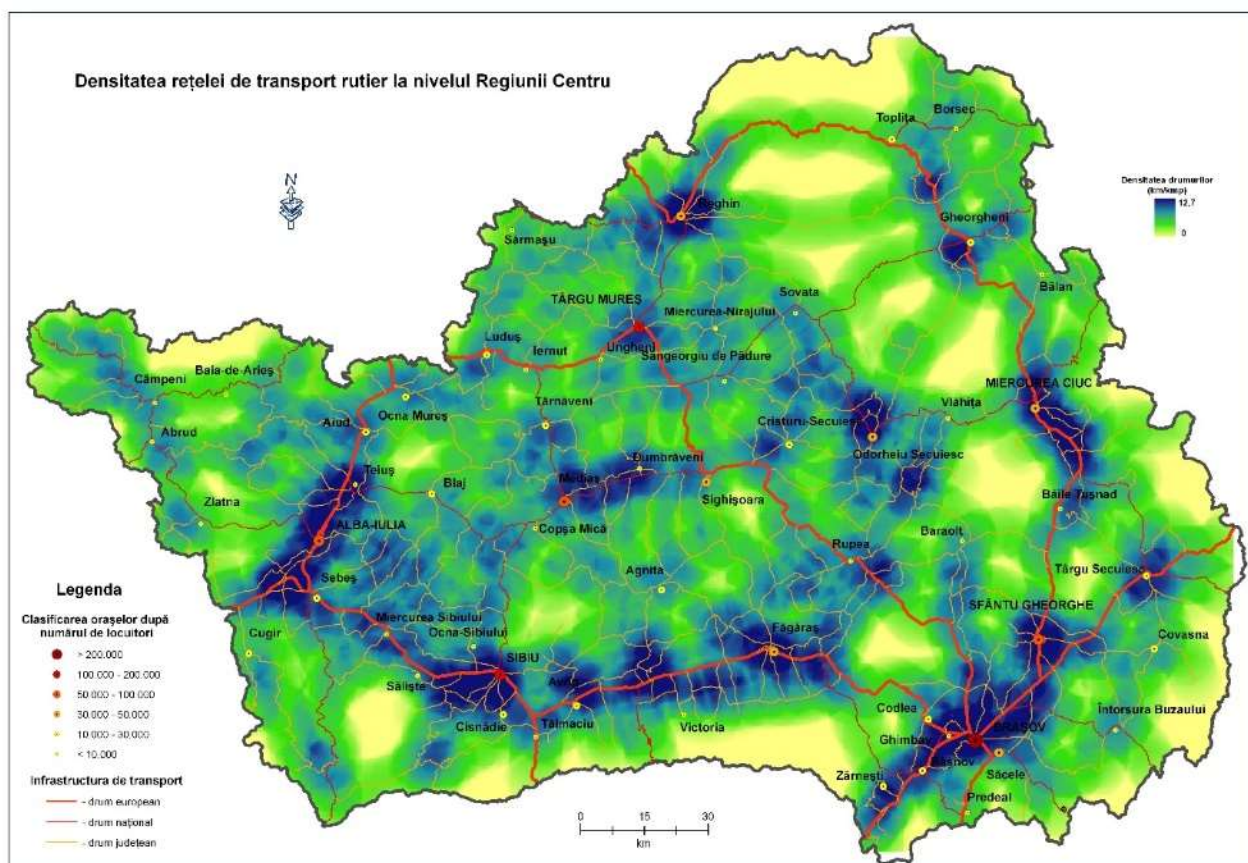 Densitatea rețelei de transport rutier la nivelul Regiunii Centru
N
Borsec
Toplița
Densitatea drumurilor
(km/kmp)
12.7
0
Reghin
Gheorgheni
Sărmașu
Bălan
TÂRGU MUREȘ
Sovata
Miercurea-Nirajului
Luduș
Iernut
Ungheni
Sângeorgiu de Pădure
Baia-de-Arieș
Câmpeni
MIERCUREA CIUC
Ocna Mureș
Târnăveni
Vlăhița
Abrud
Aiud
Cristuru-Secuiesc
Odorheiu Secuiesc
Dumbrăveni
Teiuș
Blaj
Mediaș
Sighișoara
Băile Tușnad
Zlatna
ALBA-IULIA
Copșa Mică
Baraolt
Rupea
Târgu Secuiesc
Agnita
Sebeș
SFÂNTU GHEORGHE
Miercurea Sibiului
Ocna-Sibiului
Făgăraș
Covasna
Cugir
SIBIU
Săliște
Avrig
Codlea
Întorsura Buzaului
Cisnădie
Tălmaciu
Victoria
Ghimbav
BRAȘOV
Râșnov
Zărnești
Săcele
Predeal
Legenda
Clasificarea orașelor după
numărul de locuitori
> 200.000
100.000 - 200.000
50.000 - 100.000
30.000 - 50.000
10.000 - 30.000
< 10.000
Infrastructura de transport
- drum european
- drum național
- drum județean
0 15 30
km